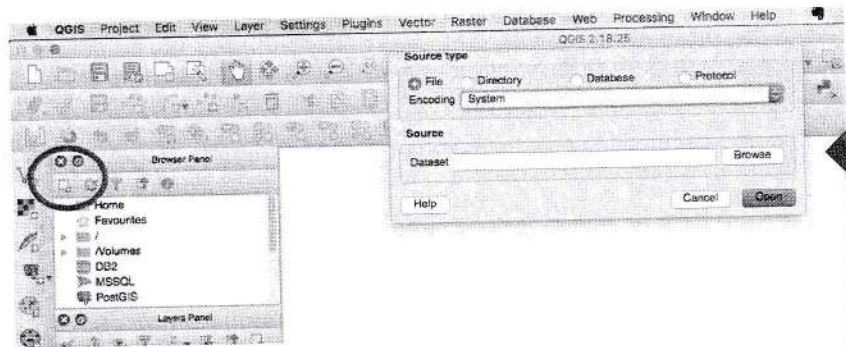 QGIS Project Edit View Layer Settings Plugins Vector Raster Database Web Processing Window Help
QGIS 2.18.25
Source type
File Directory Database Protocol
Encoding System
Source
Dataset Browse
Help Cancel Open
Browser Panel
Home
Favourites
/
/Volumes
DB2
MSSQL
PostGIS
Layers Panel